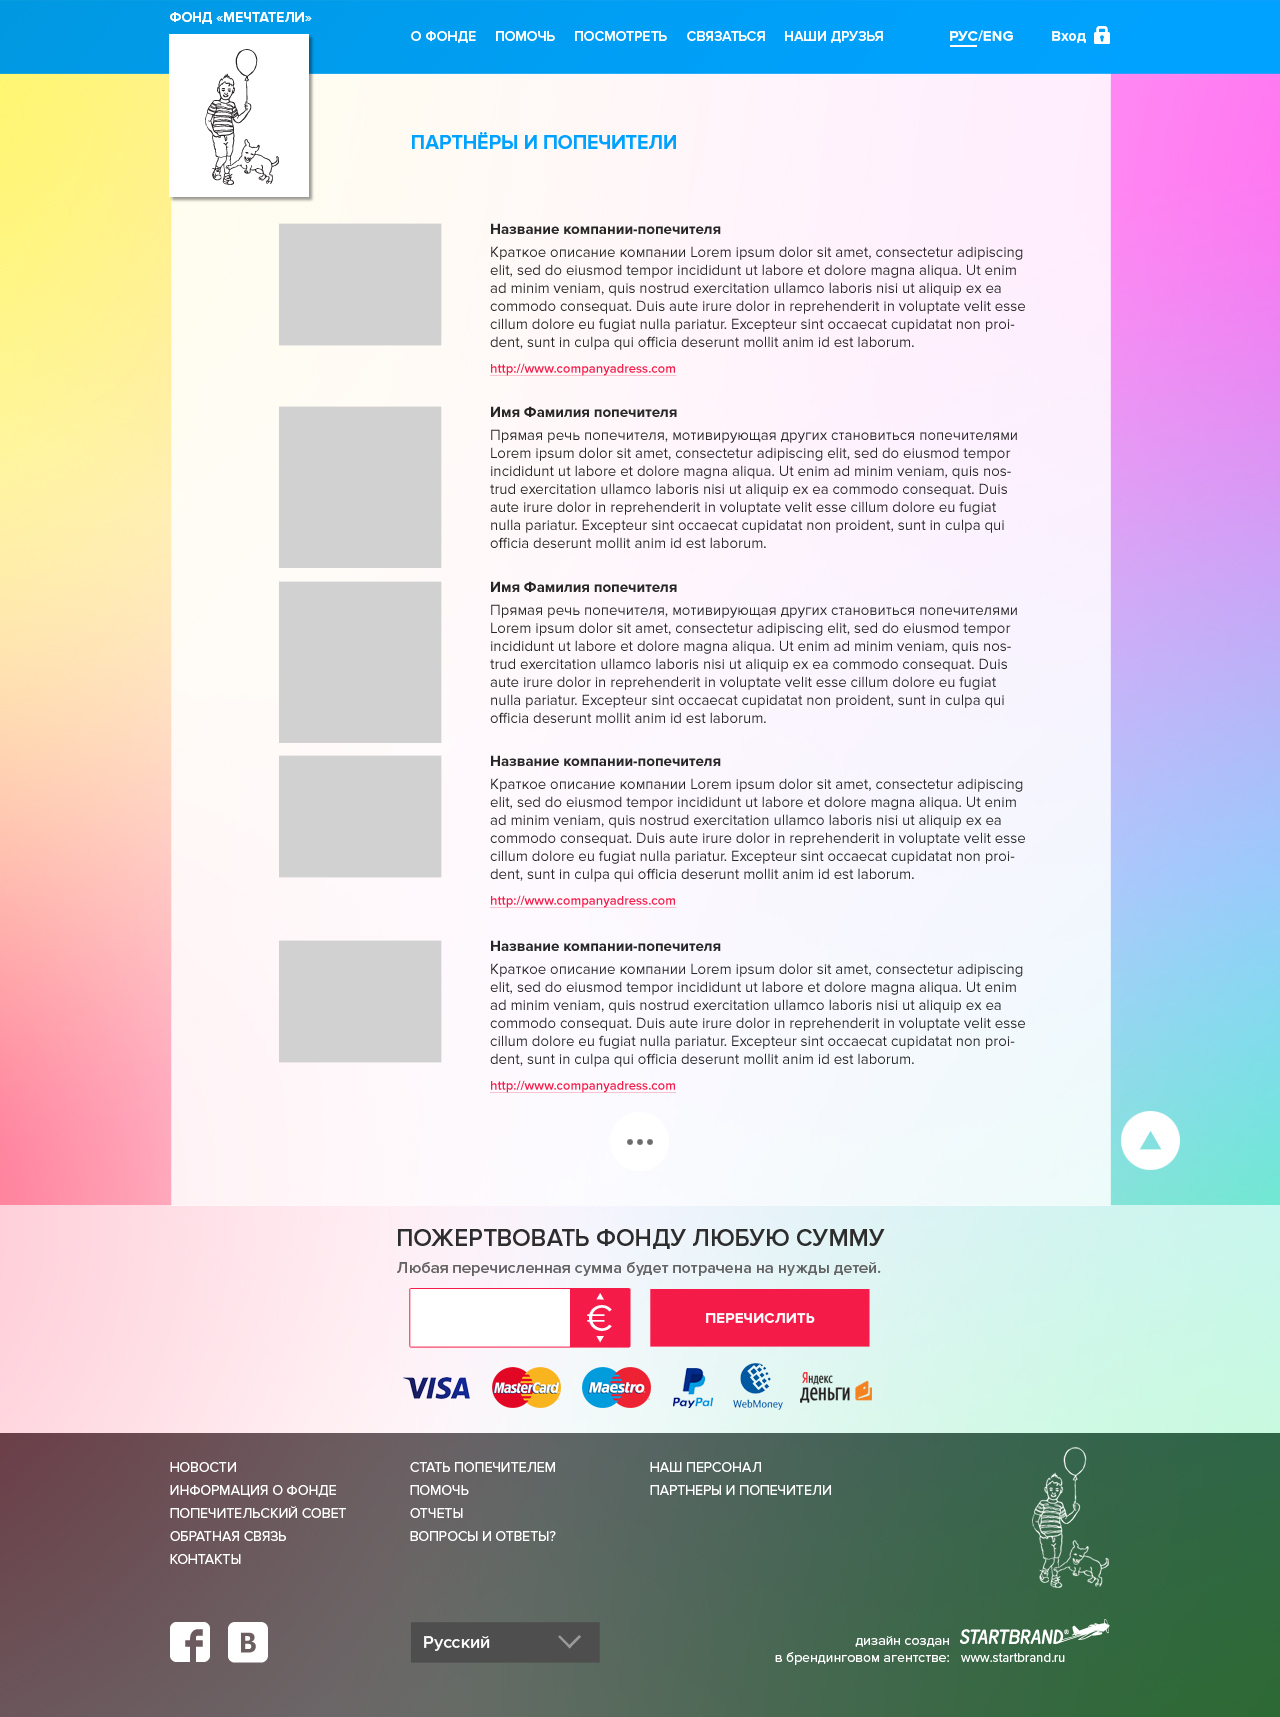 ФОНД «МЕЧТАТЕЛИ»
О ФОНДЕ ПОМОЧЬ ПОСМОТРЕТЬ СВЯЗАТЬСЯ НАШИ ДРУЗЬЯ РУС/ENG Вход
ПАРТНЁРЫ И ПОПЕЧИТЕЛИ
Название компании-попечителя
Краткое описание компании Lorem ipsum dolor sit amet, consectetur adipiscing
elit, sed do eiusmod tempor incididunt ut labore et dolore magna aliqua. Ut enim
ad minim veniam, quis nostrud exercitation ullamco laboris nisi ut aliquip ex ea
commodo consequat. Duis aute irure dolor in reprehenderit in voluptate velit esse
cillum dolore eu fugiat nulla pariatur. Excepteur sint occaecat cupidatat non proi-
dent, sunt in culpa qui officia deserunt mollit anim id est laborum.
http://www.companyadress.com
Имя Фамилия попечителя
Прямая речь попечителя, мотивирующая других становиться попечителями
Lorem ipsum dolor sit amet, consectetur adipiscing elit, sed do eiusmod tempor
incididunt ut labore et dolore magna aliqua. Ut enim ad minim veniam, quis nos-
trud exercitation ullamco laboris nisi ut aliquip ex ea commodo consequat. Duis
aute irure dolor in reprehenderit in voluptate velit esse cillum dolore eu fugiat
nulla pariatur. Excepteur sint occaecat cupidatat non proident, sunt in culpa qui
officia deserunt mollit anim id est laborum.
Имя Фамилия попечителя
Прямая речь попечителя, мотивирующая других становиться попечителями
Lorem ipsum dolor sit amet, consectetur adipiscing elit, sed do eiusmod tempor
incididunt ut labore et dolore magna aliqua. Ut enim ad minim veniam, quis nos-
trud exercitation ullamco laboris nisi ut aliquip ex ea commodo consequat. Duis
aute irure dolor in reprehenderit in voluptate velit esse cillum dolore eu fugiat
nulla pariatur. Excepteur sint occaecat cupidatat non proident, sunt in culpa qui
officia deserunt mollit anim id est laborum.
Название компании-попечителя
Краткое описание компании Lorem ipsum dolor sit amet, consectetur adipiscing
elit, sed do eiusmod tempor incididunt ut labore et dolore magna aliqua. Ut enim
ad minim veniam, quis nostrud exercitation ullamco laboris nisi ut aliquip ex ea
commodo consequat. Duis aute irure dolor in reprehenderit in voluptate velit esse
cillum dolore eu fugiat nulla pariatur. Excepteur sint occaecat cupidatat non proi-
dent, sunt in culpa qui officia deserunt mollit anim id est laborum.
http://www.companyadress.com
Название компании-попечителя
Краткое описание компании Lorem ipsum dolor sit amet, consectetur adipiscing
elit, sed do eiusmod tempor incididunt ut labore et dolore magna aliqua. Ut enim
ad minim veniam, quis nostrud exercitation ullamco laboris nisi ut aliquip ex ea
commodo consequat. Duis aute irure dolor in reprehenderit in voluptate velit esse
cillum dolore eu fugiat nulla pariatur. Excepteur sint occaecat cupidatat non proi-
dent, sunt in culpa qui officia deserunt mollit anim id est laborum.
http://www.companyadress.com
ПОЖЕРТВОВАТЬ ФОНДУ ЛЮБУЮ СУММУ
Любая перечисленная сумма будет потрачена на нужды детей.
€ ПЕРЕЧИСЛИТЬ
VISA MasterCard Maestro PayPal WebMoney Яндекс деньги
НОВОСТИ
ИНФОРМАЦИЯ О ФОНДЕ
ПОПЕЧИТЕЛЬСКИЙ СОВЕТ
ОБРАТНАЯ СВЯЗЬ
КОНТАКТЫ
СТАТЬ ПОПЕЧИТЕЛЕМ
ПОМОЧЬ
ОТЧЕТЫ
ВОПРОСЫ И ОТВЕТЫ?
НАШ ПЕРСОНАЛ
ПАРТНЕРЫ И ПОПЕЧИТЕЛИ
f B
Русский
дизайн создан
в брендинговом агентстве:
STARTBRAND®
www.startbrand.ru